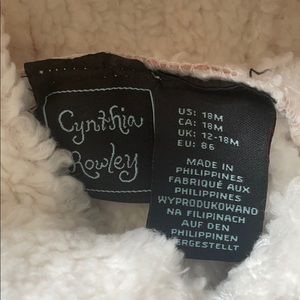 Cynthia
Rowley
US: 18M
CA: 18M
UK: 12-18M
EU: 86
MADE IN
PHILIPPINES
FABRIQUÉ AUX
PHILIPPINES
WYPRODUKOWANO
NA FILIPINACH
AUF DEN
PHILIPPINEN
ERGESTELLT